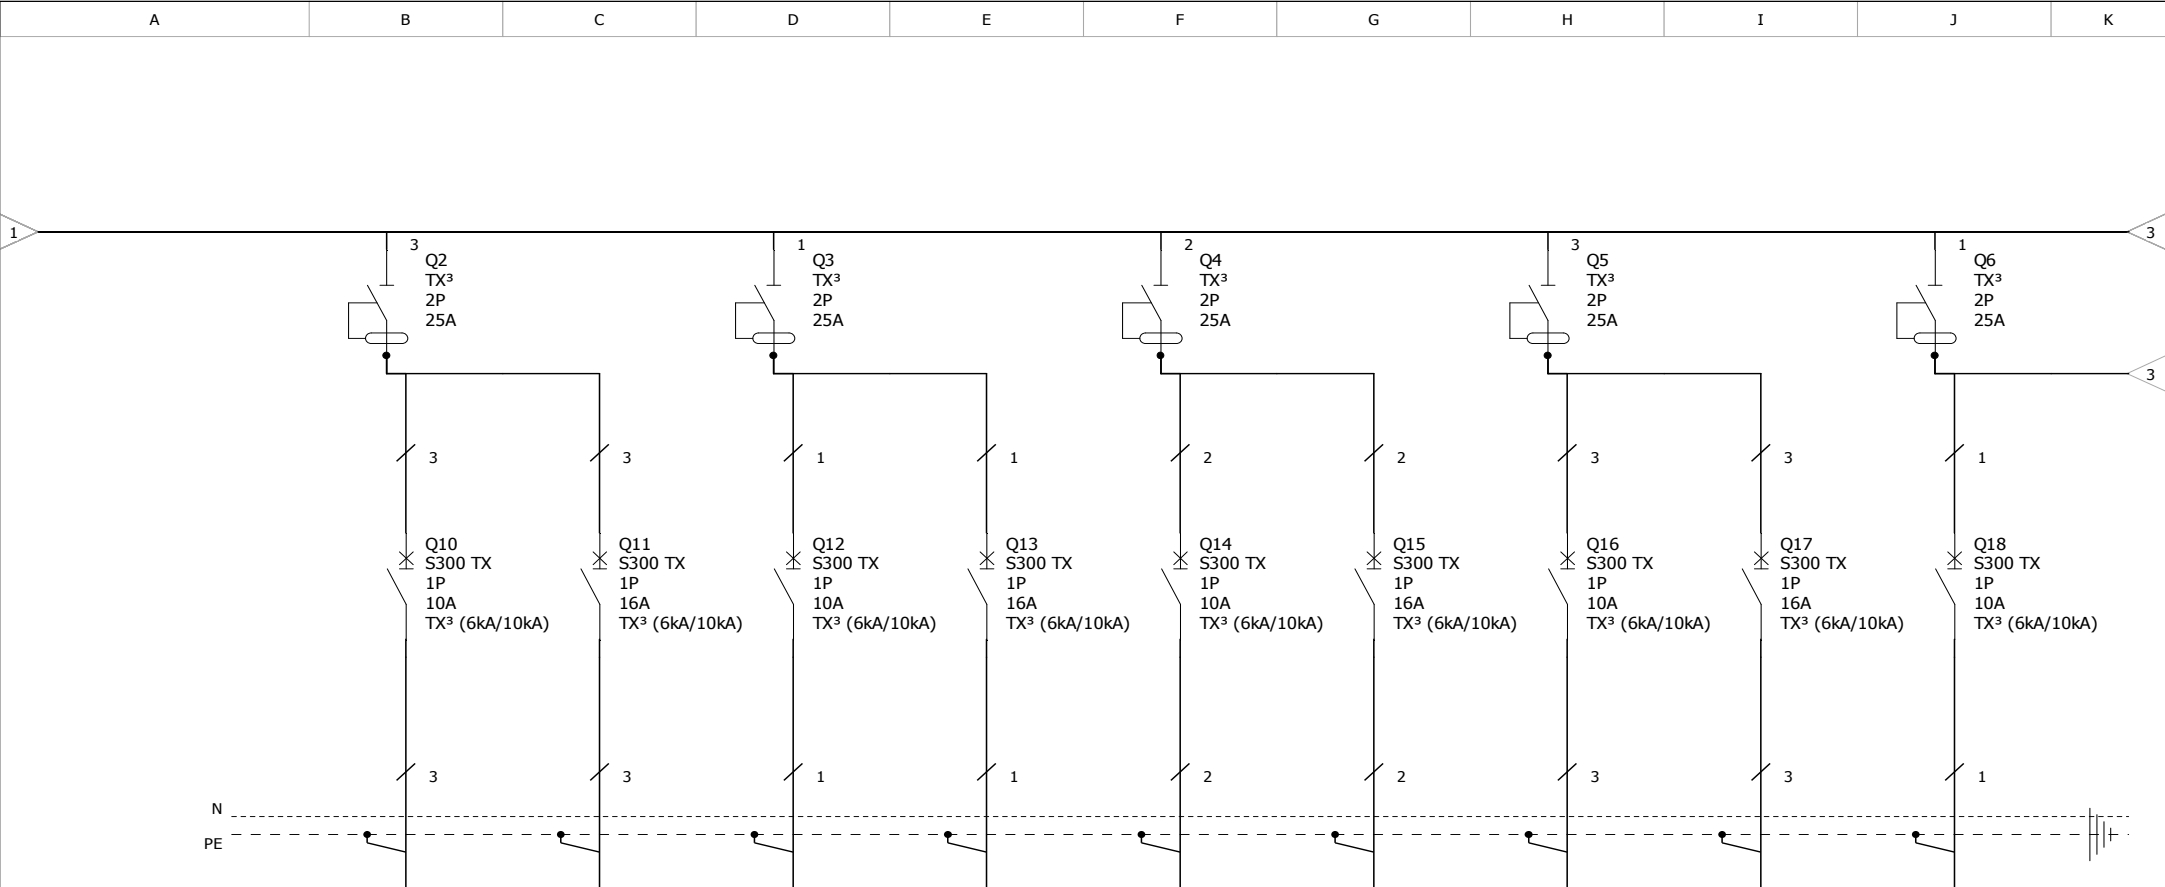 A B C D E F G H I J K
1 3
3 1 2 3 1
Q2 Q3 Q4 Q5 Q6
TX³ TX³ TX³ TX³ TX³
2P 2P 2P 2P 2P
25A 25A 25A 25A 25A
3
3 3 1 1 2 2 3 3 1
Q10 Q11 Q12 Q13 Q14 Q15 Q16 Q17 Q18
S300 TX S300 TX S300 TX S300 TX S300 TX S300 TX S300 TX S300 TX S300 TX
1P 1P 1P 1P 1P 1P 1P 1P 1P
10A 16A 10A 16A 10A 16A 10A 16A 10A
TX³ (6kA/10kA) TX³ (6kA/10kA) TX³ (6kA/10kA) TX³ (6kA/10kA) TX³ (6kA/10kA) TX³ (6kA/10kA) TX³ (6kA/10kA) TX³ (6kA/10kA) TX³ (6kA/10kA)
3 3 1 1 2 2 3 3 1
N
PE